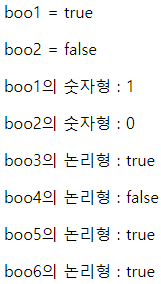 boo1 = true
boo2 = false
boo1의 숫자형 : 1
boo2의 숫자형 : 0
boo3의 논리형 : true
boo4의 논리형 : false
boo5의 논리형 : true
boo6의 논리형 : true